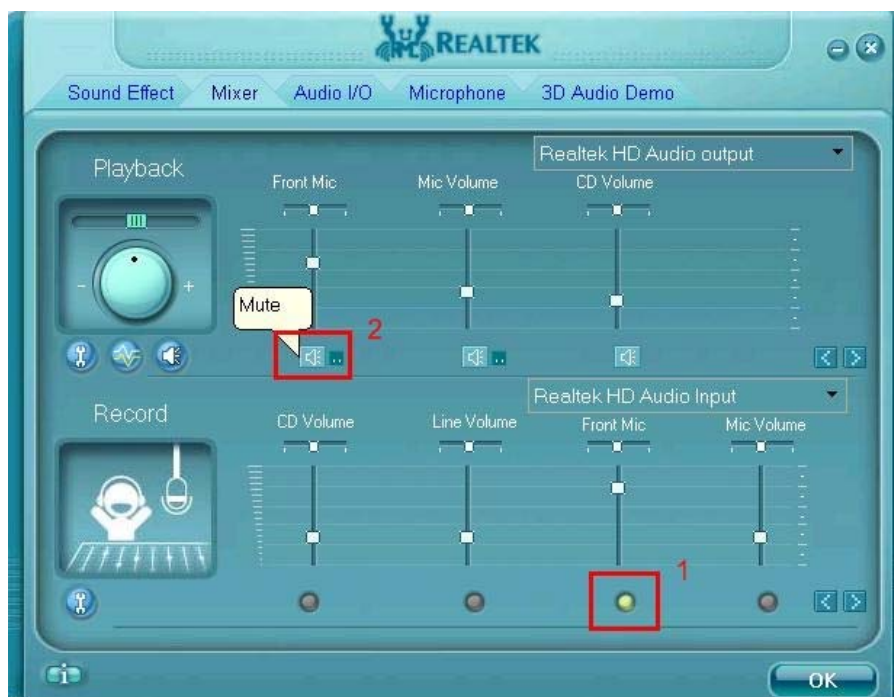 REALTEK
Sound Effect Mixer Audio I/O Microphone 3D Audio Demo
Realtek HD Audio output
Playback
Front Mic Mic Volume CD Volume
- +
Mute
2
Realtek HD Audio Input
Record
CD Volume Line Volume Front Mic Mic Volume
1
i
OK